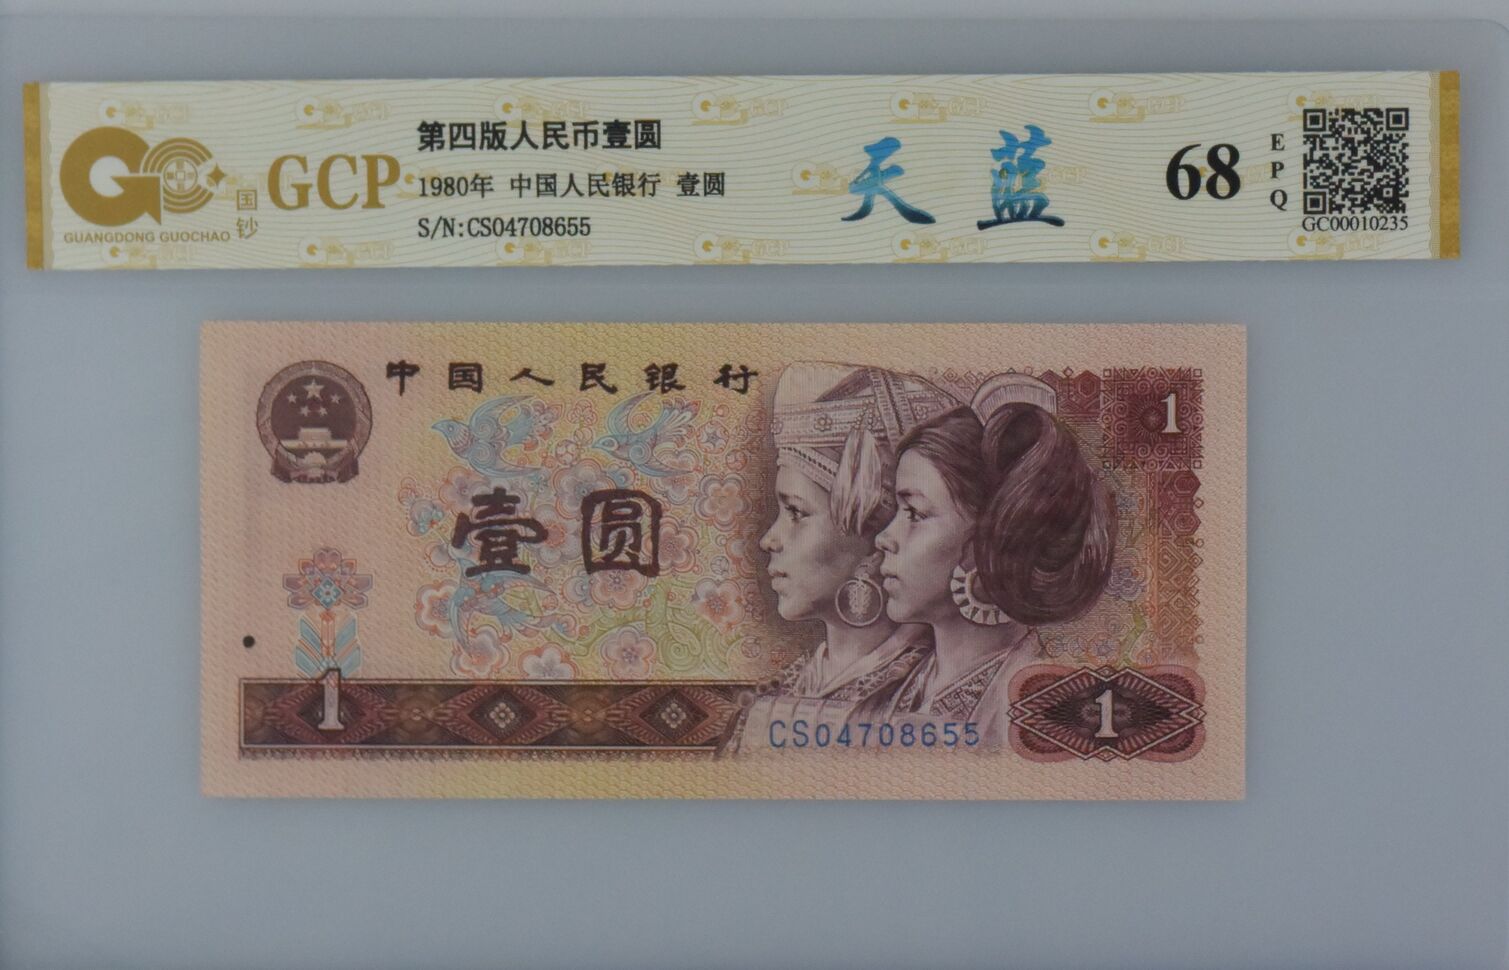 GCP
国钞
GUANGDONG GUOCHAO
第四版人民币壹圆
1980年 中国人民银行 壹圆
S/N:CS04708655
天蓝
68
EPQ
GC00010235
中国人民银行
1
壹圆
1
CS04708655
1